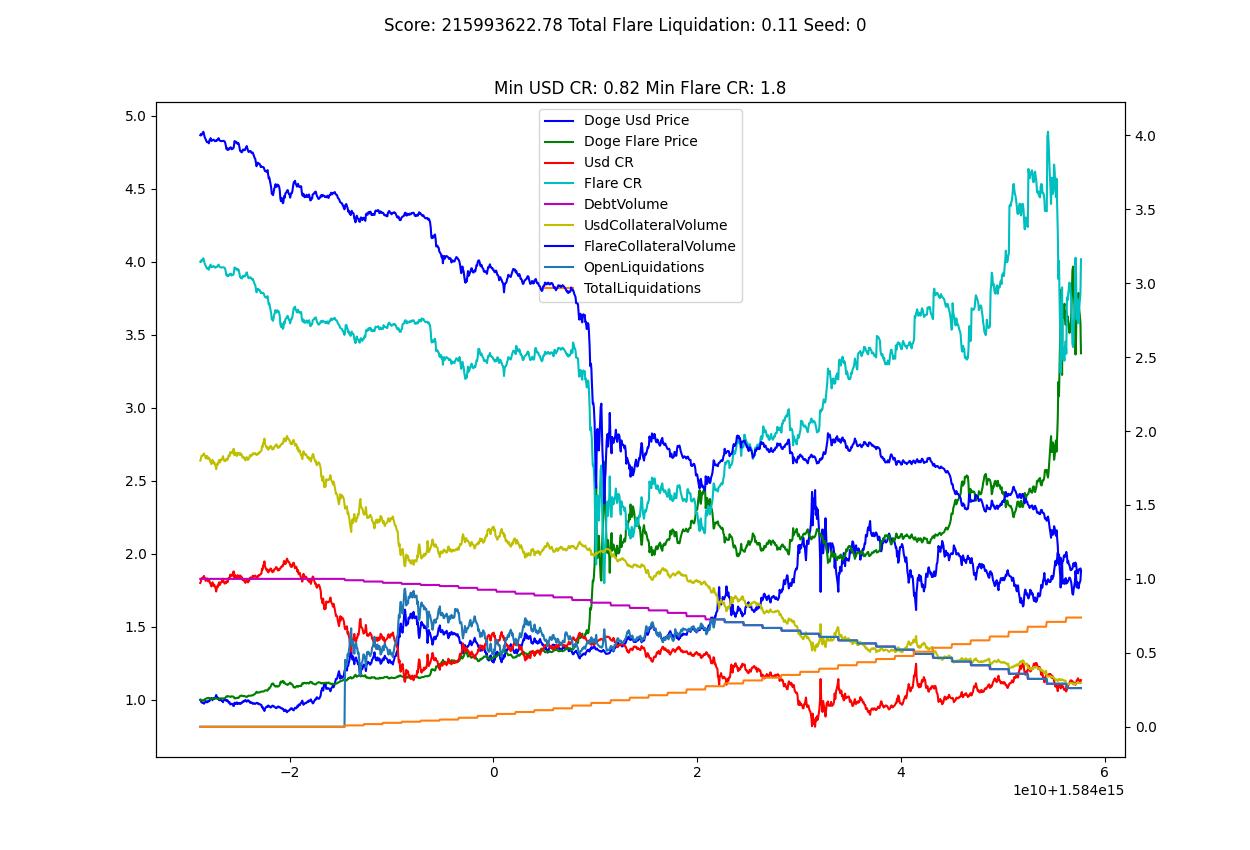 Score: 215993622.78 Total Flare Liquidation: 0.11 Seed: 0
Min USD CR: 0.82 Min Flare CR: 1.8
Doge Usd Price
Doge Flare Price
Usd CR
Flare CR
DebtVolume
UsdCollateralVolume
FlareCollateralVolume
OpenLiquidations
TotalLiquidations
5.0
4.5
4.0
3.5
3.0
2.5
2.0
1.5
1.0
4.0
3.5
3.0
2.5
2.0
1.5
1.0
0.5
0.0
−2 0 2 4 6
1e10+1.584e15